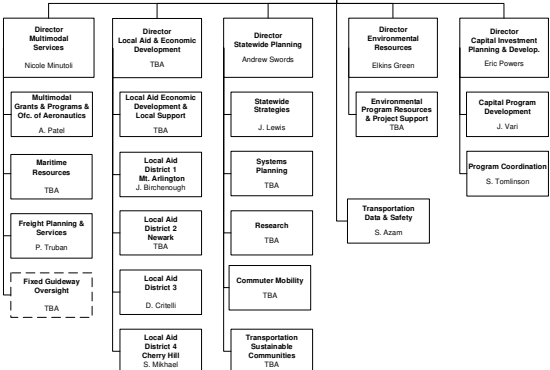 Director
Multimodal
Services
Nicole Minutoli
Multimodal
Grants & Programs &
Ofc. of Aeronautics
A. Patel
Maritime
Resources
TBA
Freight Planning &
Services
P. Truban
Fixed Guideway
Oversight
TBA
Director
Local Aid & Economic
Development
TBA
Local Aid Economic
Development &
Local Support
TBA
Local Aid
District 1
Mt. Arlington
J. Birchenough
Local Aid
District 2
Newark
TBA
Local Aid
District 3
D. Critelli
Local Aid
District 4
Cherry Hill
S. Mikhael
Director
Statewide Planning
Andrew Swords
Statewide
Strategies
J. Lewis
Systems
Planning
TBA
Research
TBA
Commuter Mobility
TBA
Transportation
Sustainable
Communities
TBA
Director
Environmental
Resources
Elkins Green
Environmental
Program Resources
& Project Support
TBA
Transportation
Data & Safety
S. Azam
Director
Capital Investment
Planning & Develop.
Eric Powers
Capital Program
Development
J. Vari
Program Coordination
S. Tomlinson